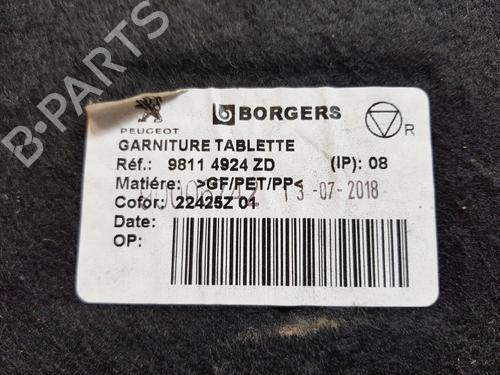 B-PARTS
PEUGEOT
BORGERS
R
GARNITURE TABLETTE
Réf.: 9811 4924 ZD (IP): 08
Matiére: >GF/PET/PP<
13-07-2018
Cofor: 22425Z 01
Date:
OP: